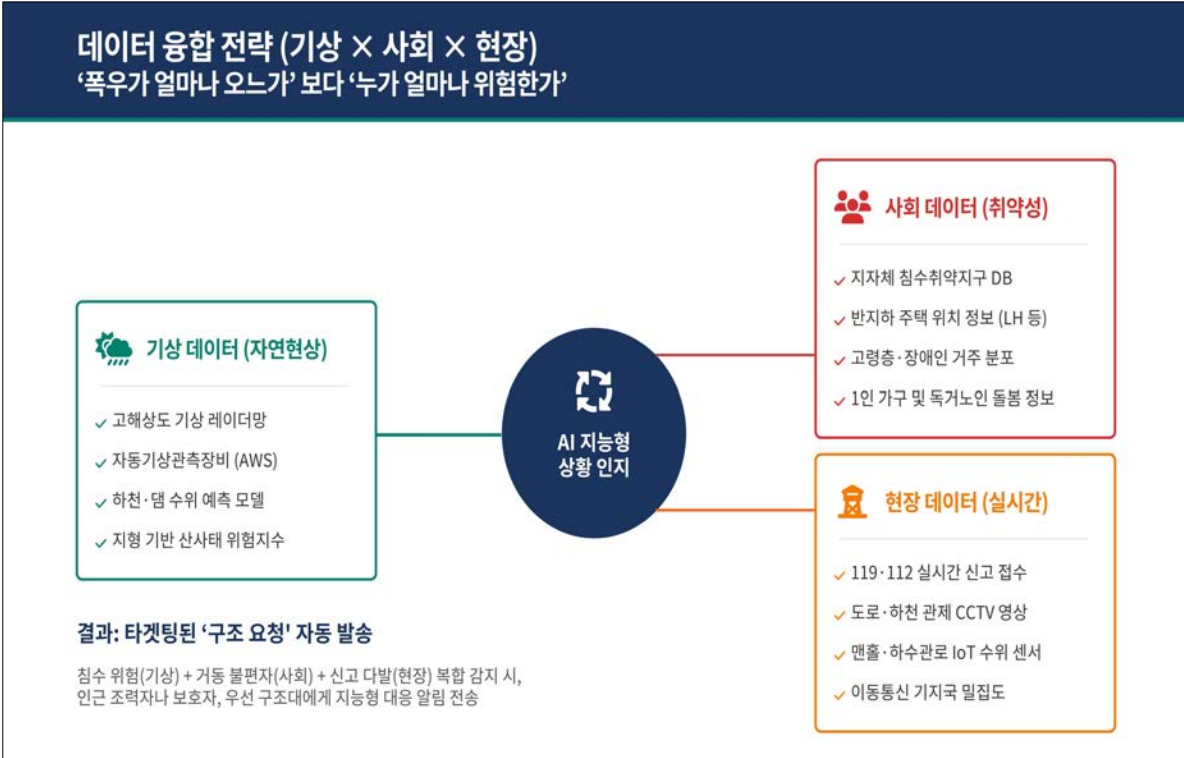 데이터 융합 전략 (기상 × 사회 × 현장)
‘폭우가 얼마나 오느가’ 보다 ‘누가 얼마나 위험한가’
기상 데이터 (자연현상)
고해상도 기상 레이더망
자동기상관측장비 (AWS)
하천·댐 수위 예측 모델
지형 기반 산사태 위험지수
AI 지능형
상황 인지
사회 데이터 (취약성)
지자체 침수취약지구 DB
반지하 주택 위치 정보 (LH 등)
고령층·장애인 거주 분포
1인 가구 및 독거노인 돌봄 정보
현장 데이터 (실시간)
119·112 실시간 신고 접수
도로·하천 관제 CCTV 영상
맨홀·하수관로 IoT 수위 센서
이동통신 기지국 밀집도
결과: 타겟팅된 ‘구조 요청' 자동 발송
침수 위험(기상) + 거동 불편자(사회) + 신고 다발(현장) 복합 감지 시,
인근 조력자나 보호자, 우선 구조대에게 지능형 대응 알림 전송